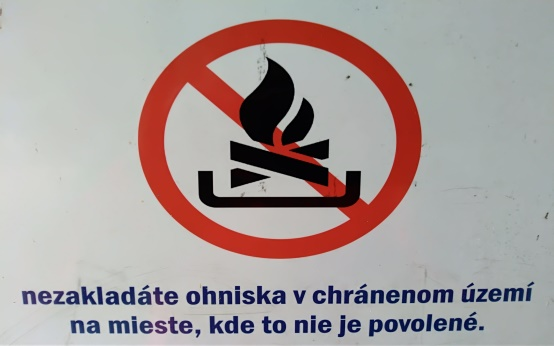 nezakladáte ohniska v chránenom území
na mieste, kde to nie je povolené.